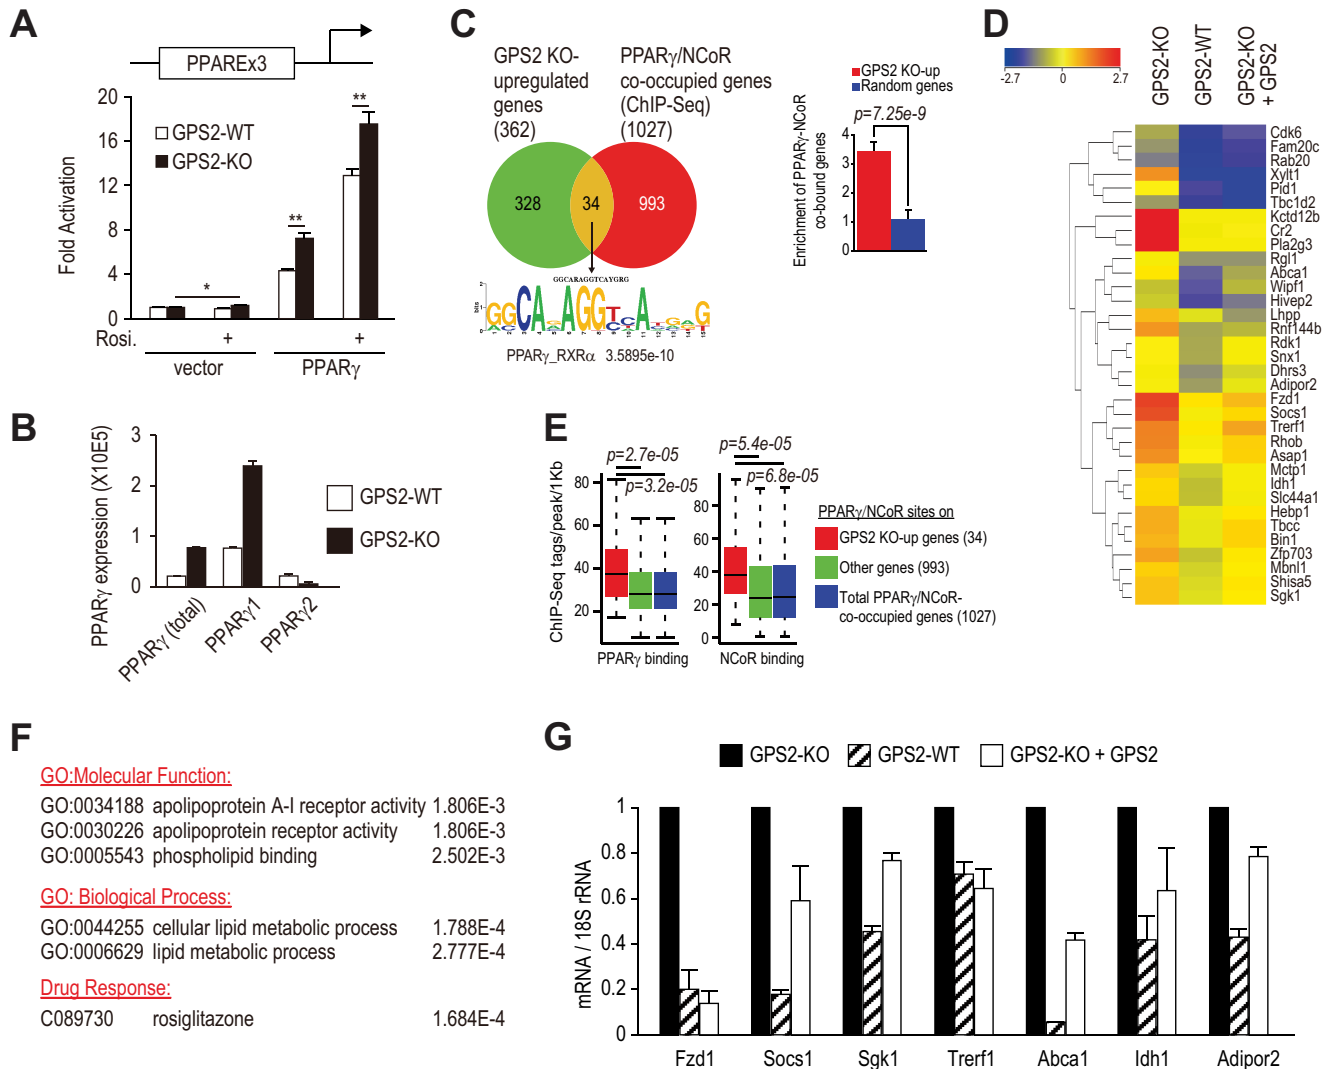 A
PPAREx3
20
16
12
8
4
0
Fold Activation
GPS2-WT
GPS2-KO
*
**
**
Rosi.
+
+
vector
PPARγ
B
3
2
1
0
PPARγ expression (X10E5)
GPS2-WT
GPS2-KO
PPARγ (total)
PPARγ1
PPARγ2
C
GPS2 KO-
upregulated
genes
(362)
PPARγ/NCoR
co-occupied genes
(ChIP-Seq)
(1027)
328
34
993
GGCARAGGTCAYGRG
PPARγ_RXRα 3.5895e-10
GPS2 KO-up
Random genes
p=7.25e-9
4
3
2
1
0
Enrichment of PPARγ-NCoR
co-bound genes
D
-2.7
0
2.7
GPS2-KO
GPS2-WT
GPS2-KO
+ GPS2
Cdk6
Fam20c
Rab20
Xylt1
Pid1
Tbc1d2
Kctd12b
Cr2
Pla2g3
Rgl1
Abca1
Wipf1
Hivep2
Lhpp
Rnf144b
Rdk1
Snx1
Dhrs3
Adipor2
Fzd1
Socs1
Trerf1
Rhob
Asap1
Mctp1
Idh1
Slc44a1
Hebp1
Tbcc
Bin1
Zfp703
Mbnl1
Shisa5
Sgk1
E
p=2.7e-05
p=3.2e-05
80
60
40
20
ChIP-Seq tags/peak/1Kb
PPARγ binding
p=5.4e-05
p=6.8e-05
80
60
40
20
0
NCoR binding
PPARγ/NCoR sites on
GPS2 KO-up genes (34)
Other genes (993)
Total PPARγ/NCoR-
co-occupied genes (1027)
F
GO:Molecular Function:
GO:0034188 apolipoprotein A-I receptor activity 1.806E-3
GO:0030226 apolipoprotein receptor activity 1.806E-3
GO:0005543 phospholipid binding 2.502E-3
GO: Biological Process:
GO:0044255 cellular lipid metabolic process 1.788E-4
GO:0006629 lipid metabolic process 2.777E-4
Drug Response:
C089730 rosiglitazone 1.684E-4
G
GPS2-KO
GPS2-WT
GPS2-KO + GPS2
1
0.8
0.6
0.4
0.2
0
mRNA / 18S rRNA
Fzd1
Socs1
Sgk1
Trerf1
Abca1
Idh1
Adipor2